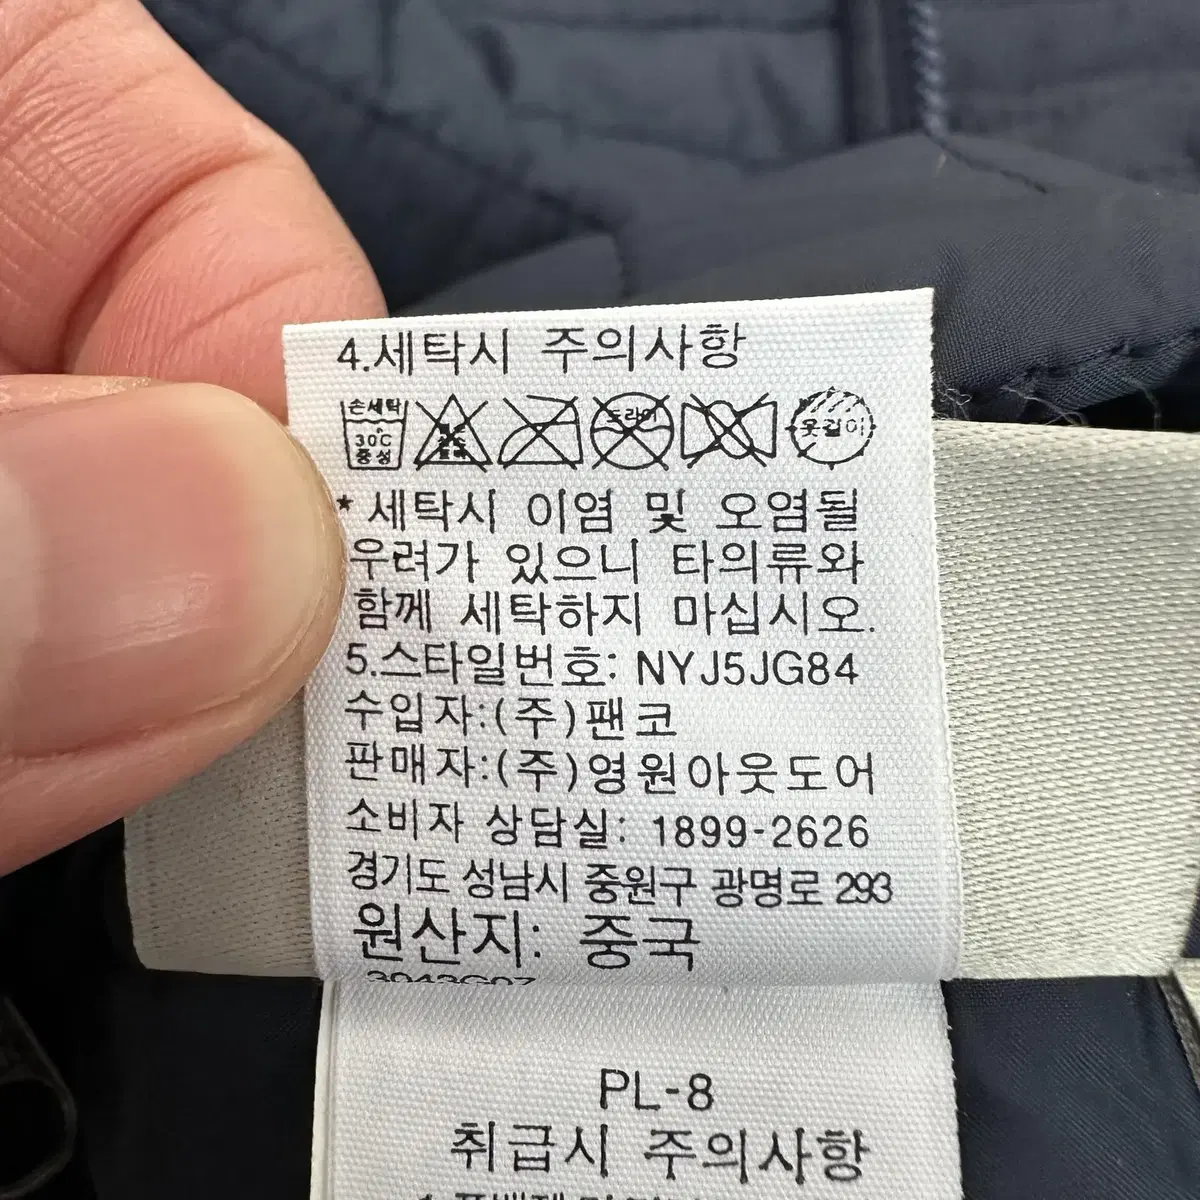 4.세탁시 주의사항
손세탁
30℃
중성
드라이
옷걸이
* 세탁시 이염 및 오염될
우려가 있으니 타의류와
함께 세탁하지 마십시오.
5.스타일번호: NYJ5JG84
수입자:(주)팬코
판매자:(주)영원아웃도어
소비자 상담실: 1899-2626
경기도 성남시 중원구 광명로 293
원산지: 중국
3043G07
PL-8
취급시 주의사항